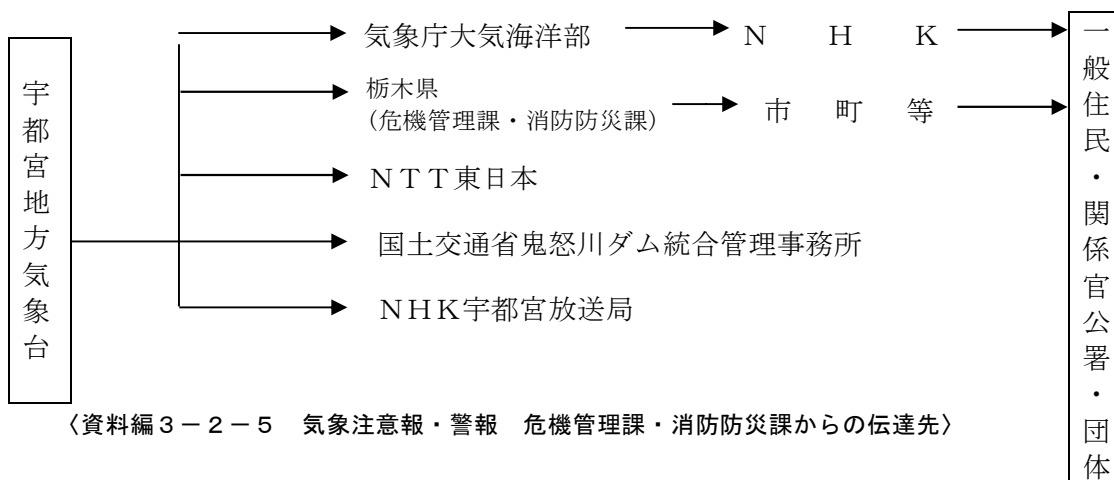 宇都宮地方気象台
気象庁大気海洋部
ＮＨＫ
栃木県
（危機管理課・消防防災課）
市町等
ＮＴＴ東日本
国土交通省鬼怒川ダム統合管理事務所
ＮＨＫ宇都宮放送局
一般住民・関係官公署・団体
〈資料編３－２－５　気象注意報・警報　危機管理課・消防防災課からの伝達先〉